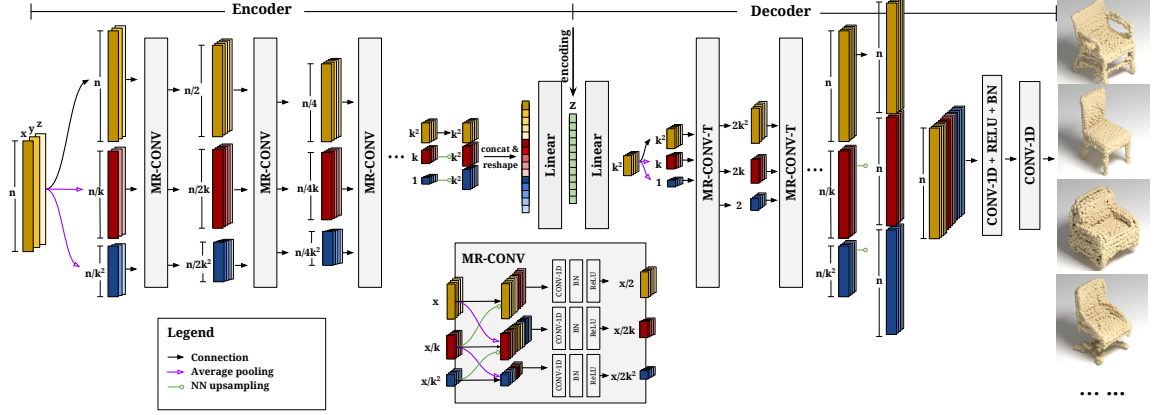 Encoder
Decoder
x y z
n
n
n/k
n/k²
MR-CONV
n/2
n/2k
n/2k²
MR-CONV
n/4
n/4k
n/4k²
MR-CONV
...
k² k²
k k²
1 k²
concat &
reshape
Linear
encoding
z
Linear
k²
k²
k
1
MR-CONV-T
2k²
2k
2
MR-CONV-T
...
n
n/k
n/k²
n
n
n
n
CONV-1D + RELU + BN
CONV-1D
... ...
MR-CONV
x
x/k
x/k²
CONV-1D
BN
ReLU
x/2
CONV-1D
BN
ReLU
x/2k
CONV-1D
BN
ReLU
x/2k²
Legend
Connection
Average pooling
NN upsampling